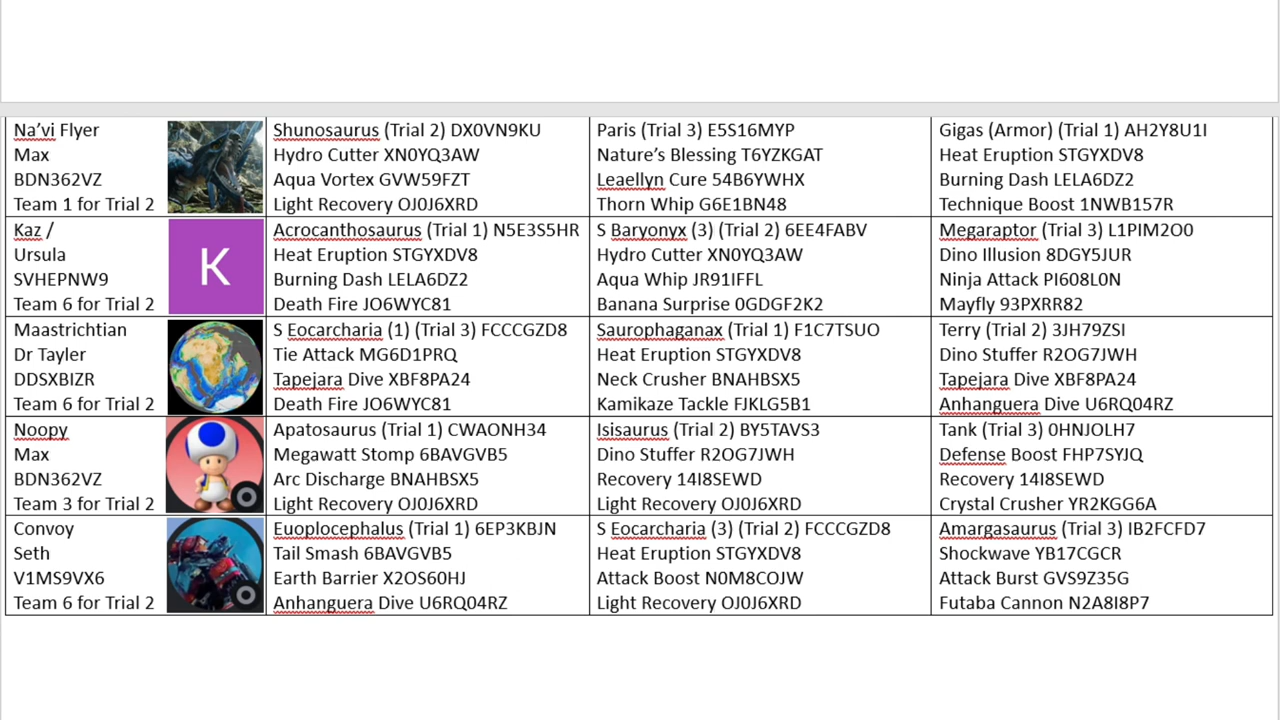 Na’vi Flyer
Max
BDN362VZ
Team 1 for Trial 2
Shunosaurus (Trial 2) DX0VN9KU
Hydro Cutter XN0YQ3AW
Aqua Vortex GVW59FZT
Light Recovery OJ0J6XRD
Paris (Trial 3) E5S16MYP
Nature’s Blessing T6YZKGAT
Leaellyn Cure 54B6YWHX
Thorn Whip G6E1BN48
Gigas (Armor) (Trial 1) AH2Y8U1I
Heat Eruption STGYXDV8
Burning Dash LELA6DZ2
Technique Boost 1NWB157R
Kaz /
Ursula
SVHEPNW9
Team 6 for Trial 2
K
Acrocanthosaurus (Trial 1) N5E3S5HR
Heat Eruption STGYXDV8
Burning Dash LELA6DZ2
Death Fire JO6WYC81
S Baryonyx (3) (Trial 2) 6EE4FABV
Hydro Cutter XN0YQ3AW
Aqua Whip JR91IFFL
Banana Surprise 0GDGF2K2
Megaraptor (Trial 3) L1PIM2O0
Dino Illusion 8DGY5JUR
Ninja Attack PI608L0N
Mayfly 93PXRR82
Maastrichtian
Dr Tayler
DDSXBIZR
Team 6 for Trial 2
S Eocarcharia (1) (Trial 3) FCCCGZD8
Tie Attack MG6D1PRQ
Tapejara Dive XBF8PA24
Death Fire JO6WYC81
Saurophaganax (Trial 1) F1C7TSUO
Heat Eruption STGYXDV8
Neck Crusher BNAHBSX5
Kamikaze Tackle FJKLG5B1
Terry (Trial 2) 3JH79ZSI
Dino Stuffer R2OG7JWH
Tapejara Dive XBF8PA24
Anhanguera Dive U6RQ04RZ
Noopy
Max
BDN362VZ
Team 3 for Trial 2
Apatosaurus (Trial 1) CWAONH34
Megawatt Stomp 6BAVGVB5
Arc Discharge BNAHBSX5
Light Recovery OJ0J6XRD
Isisaurus (Trial 2) BY5TAVS3
Dino Stuffer R2OG7JWH
Recovery 14I8SEWD
Light Recovery OJ0J6XRD
Tank (Trial 3) 0HNJOLH7
Defense Boost FHP7SYJQ
Recovery 14I8SEWD
Crystal Crusher YR2KGG6A
Convoy
Seth
V1MS9VX6
Team 6 for Trial 2
Euoplocephalus (Trial 1) 6EP3KBJN
Tail Smash 6BAVGVB5
Earth Barrier X2OS60HJ
Anhanguera Dive U6RQ04RZ
S Eocarcharia (3) (Trial 2) FCCCGZD8
Heat Eruption STGYXDV8
Attack Boost N0M8COJW
Light Recovery OJ0J6XRD
Amargasaurus (Trial 3) IB2FCFD7
Shockwave YB17CGCR
Attack Burst GVS9Z35G
Futaba Cannon N2A8I8P7